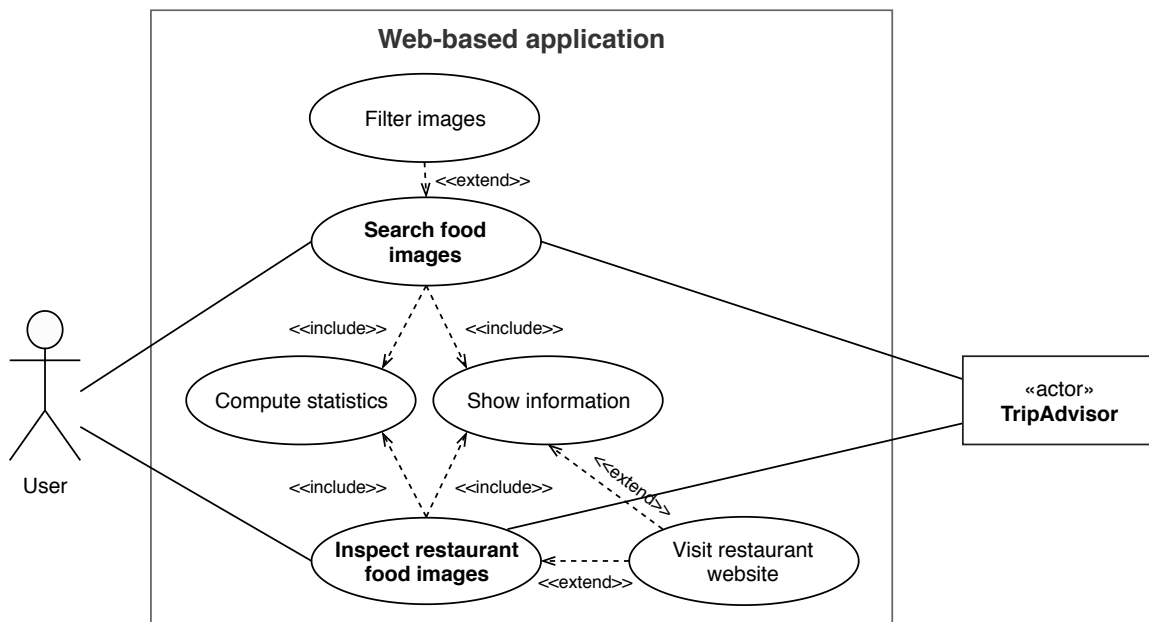 Web-based application
Filter images
<<extend>>
Search food
images
<<include>>
<<include>>
Compute statistics
Show information
«actor»
TripAdvisor
User
<<include>>
<<include>>
<<extend>>
Inspect restaurant
food images
<<extend>>
Visit restaurant
website